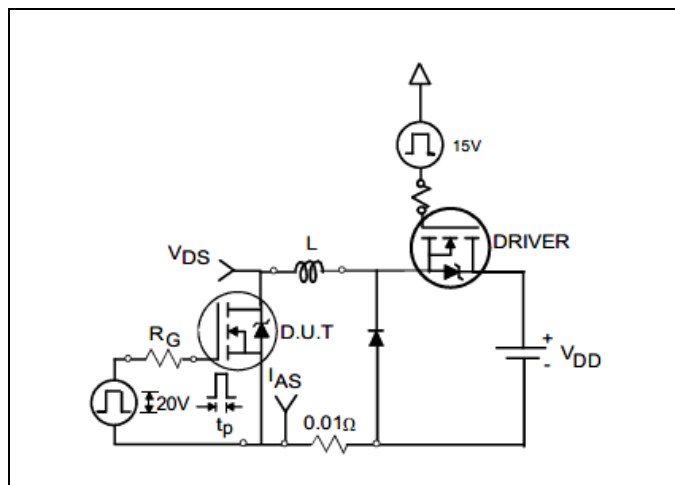 15V
DRIVER
L
VDS
D.U.T
RG
IAS
VDD
+
-
20V
tp
0.01Ω